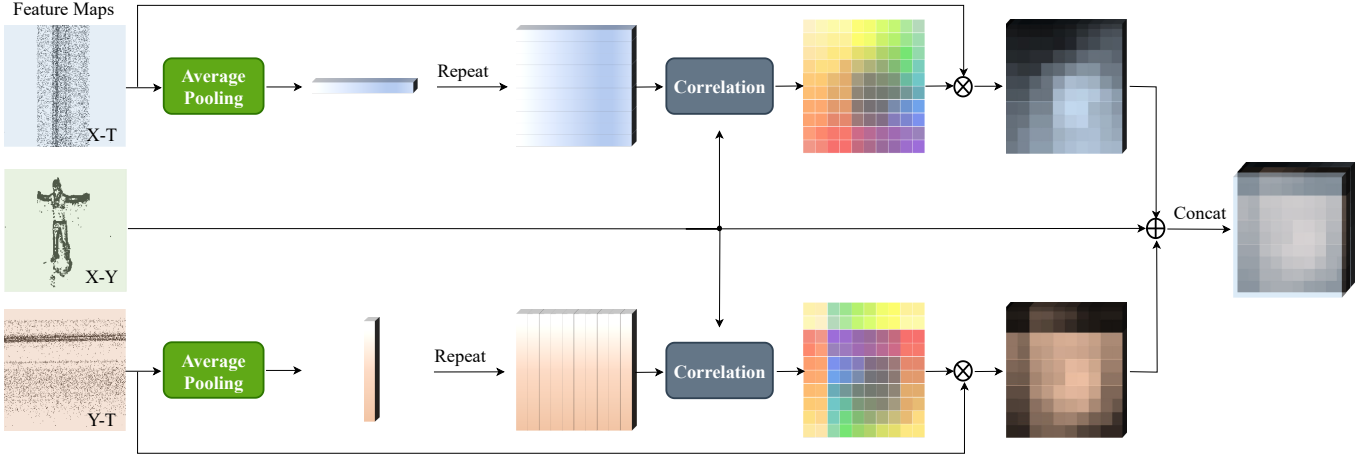 Feature Maps
X-T
Average
Pooling
Repeat
Correlation
X-Y
Concat
Y-T
Average
Pooling
Repeat
Correlation